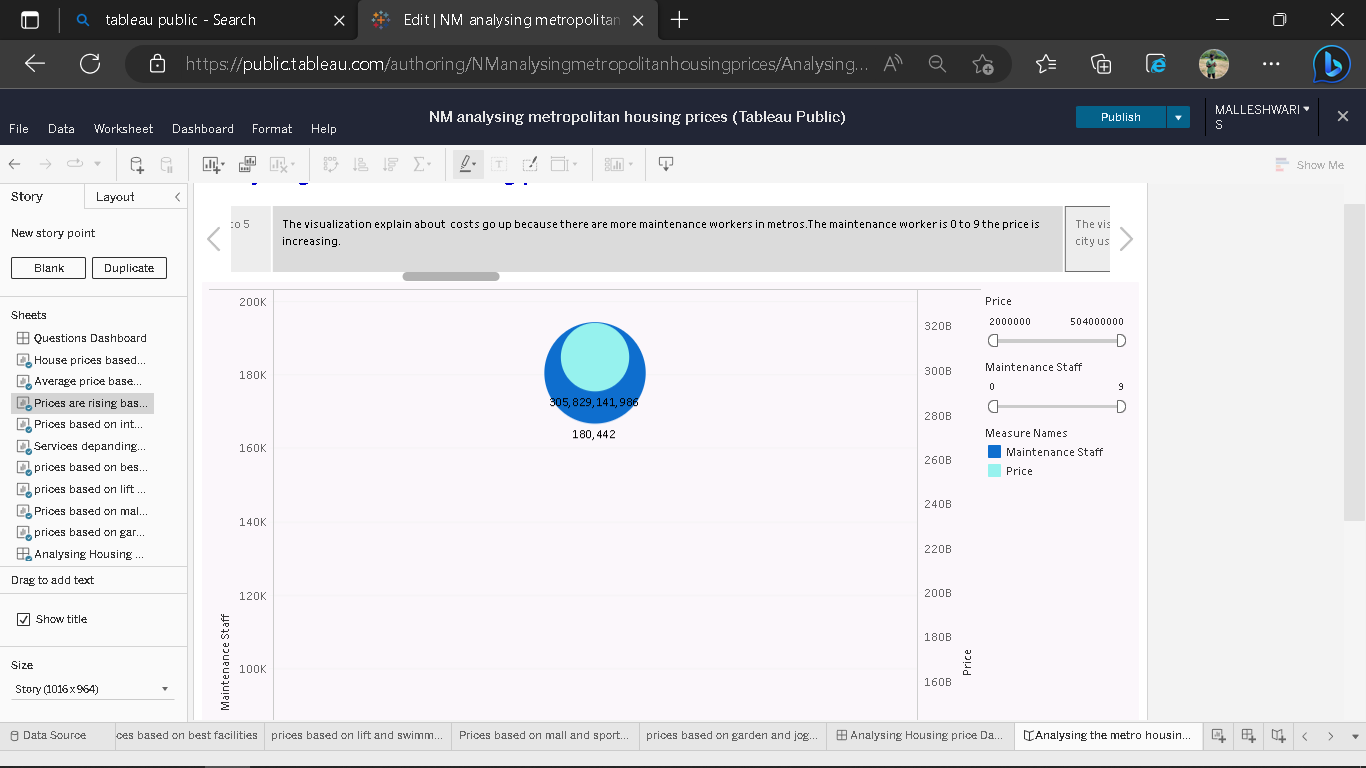 tableau public - Search
Edit | NM analysing metropolitan
https://public.tableau.com/authoring/NManalysingmetropolitanhousingprices/Analysing...
NM analysing metropolitan housing prices (Tableau Public)
Publish
MALLESHWARI
S
File Data Worksheet Dashboard Format Help
Show Me
Story Layout
New story point
Blank Duplicate
Sheets
Questions Dashboard
House prices based...
Average price base...
Prices are rising bas...
Prices based on int...
Services depanding...
prices based on bes...
prices based on lift ...
Prices based on mal...
prices based on gar...
Analysing Housing ...
Drag to add text
Show title
Size
Story (1016 x 964)
to 5
The visualization explain about costs go up because there are more maintenance workers in metros.The maintenance worker is 0 to 9 the price is
increasing.
The vis
city us
200K
180K
160K
140K
120K
100K
Maintenance Staff
305,829,141,986
180,442
320B
300B
280B
260B
240B
220B
200B
180B
160B
Price
Price
2000000 504000000
Maintenance Staff
0 9
Measure Names
Maintenance Staff
Price
Data Source
ces based on best facilities
prices based on lift and swimm...
Prices based on mall and sport...
prices based on garden and jog...
Analysing Housing price Da...
Analysing the metro housin...